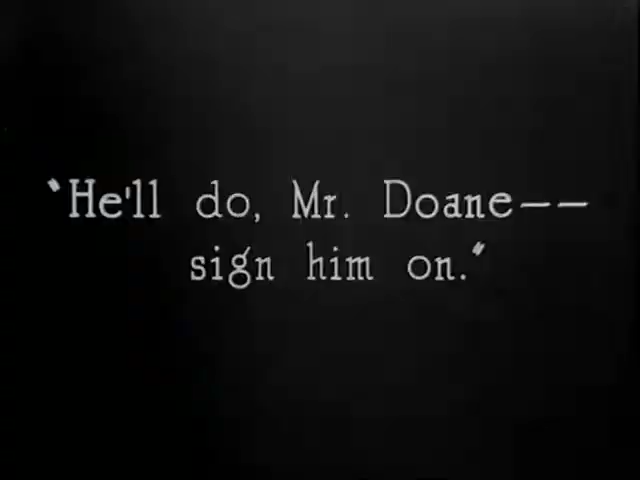 "He'll do, Mr. Doane--
sign him on."